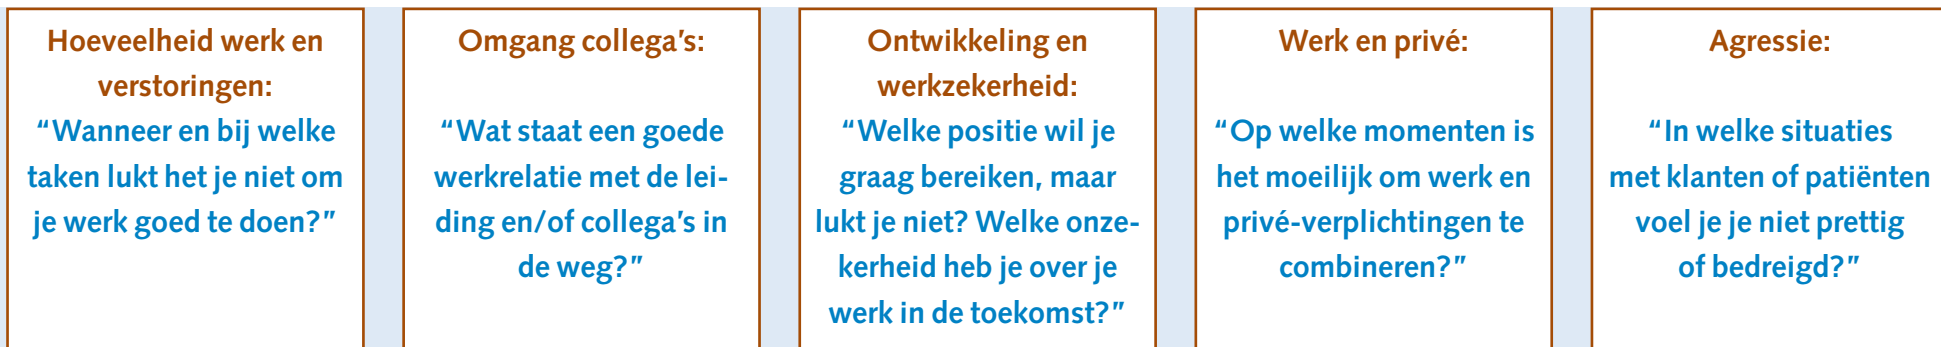 Hoeveelheid werk en
verstoringen:
“Wanneer en bij welke
taken lukt het je niet om
je werk goed te doen?”
Omgang collega's:
“Wat staat een goede
werkrelatie met de lei-
ding en/of collega's in
de weg?”
Ontwikkeling en
werkzekerheid:
“Welke positie wil je
graag bereiken, maar
lukt je niet? Welke onze-
kerheid heb je over je
werk in de toekomst?”
Werk en privé:
“Op welke momenten is
het moeilijk om werk en
privé-verplichtingen te
combineren?”
Agressie:
“In welke situaties
met klanten of patiënten
voel je je niet prettig
of bedreigd?”